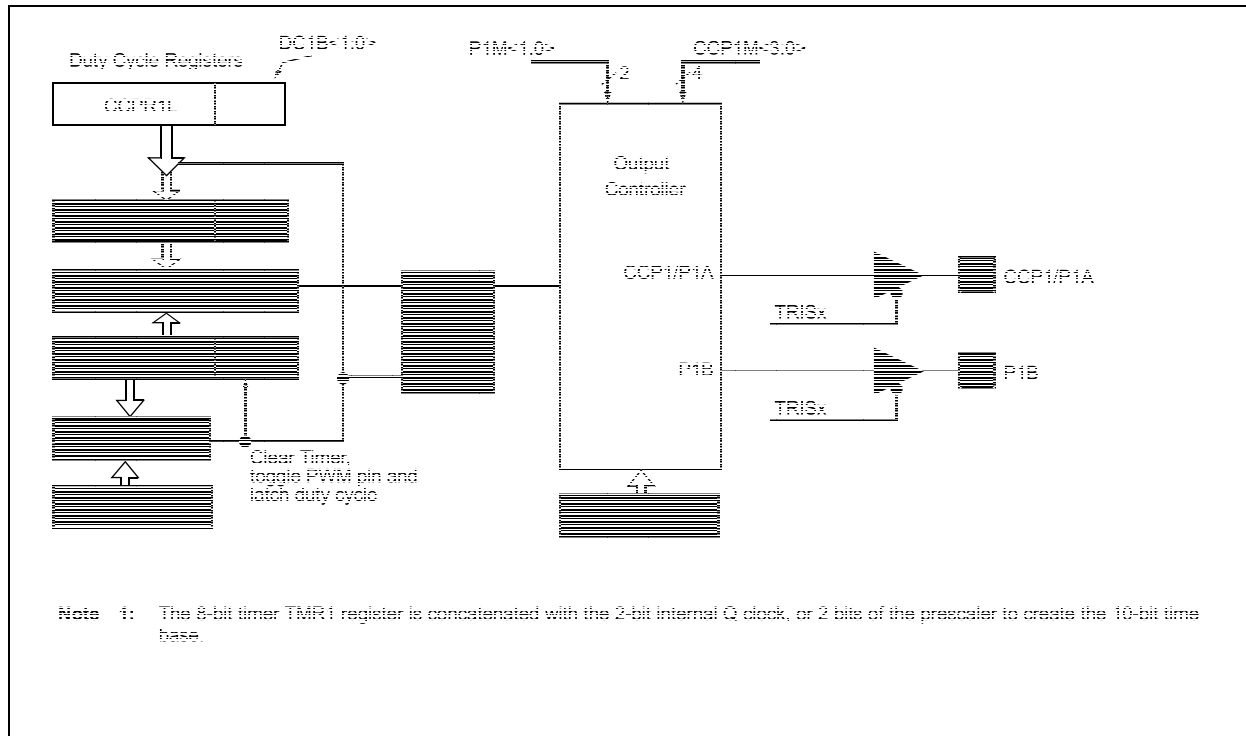 DC1B<1:0>
Duty Cycle Registers
CCPR1L
P1M<1:0>
CCP1M<3:0>
2
4
Output
Controller
CCP1/P1A
CCP1/P1A
TRISx
P1B
P1B
TRISx
Clear Timer,
toggle PWM pin and
latch duty cycle
Note 1: The 8-bit timer TMR1 register is concatenated with the 2-bit internal Q clock, or 2 bits of the prescaler to create the 10-bit time
base.